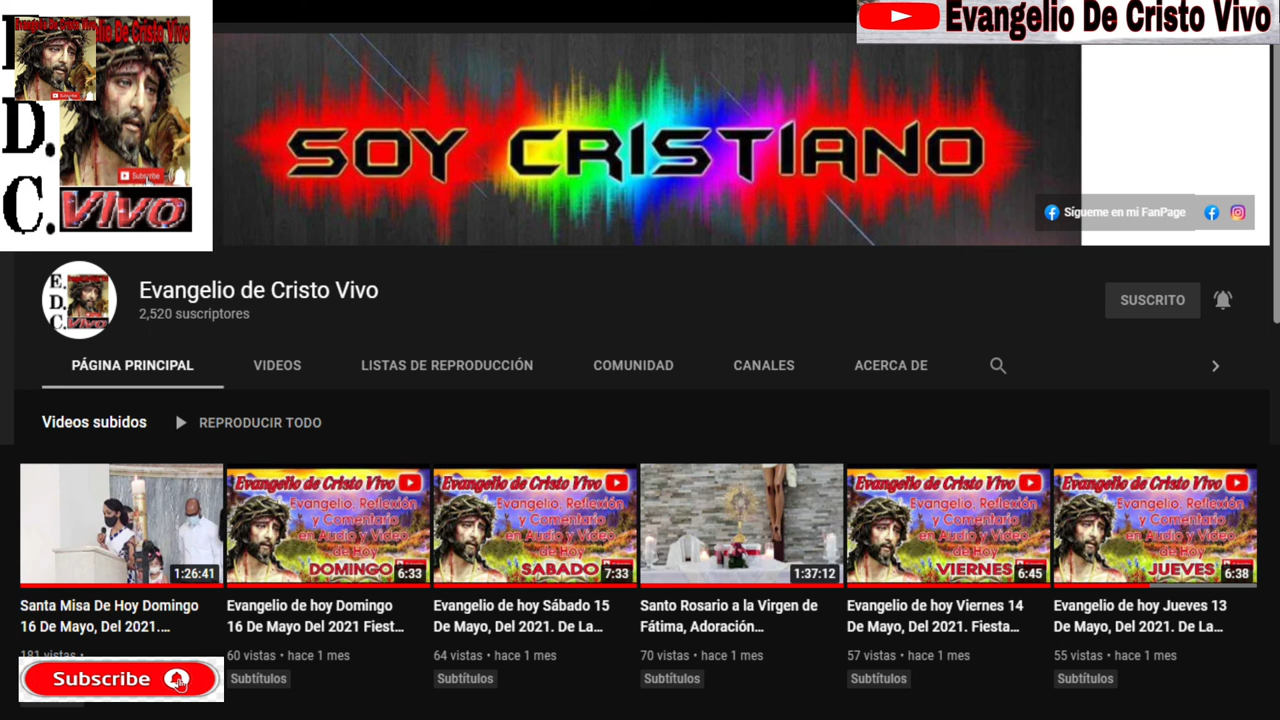 Evangelio De Cristo Vivo
D.
C. Vivo
Subscribe
SOY CRISTIANO
Sígueme en mi FanPage
Evangelio de Cristo Vivo
2,520 suscriptores
SUSCRITO
PÁGINA PRINCIPAL VIDEOS LISTAS DE REPRODUCCIÓN COMUNIDAD CANALES ACERCA DE
Videos subidos REPRODUCIR TODO
1:26:41
Santa Misa De Hoy Domingo
16 De Mayo, Del 2021....
181 vistas •
Evangelio de Cristo Vivo
Evangelio, Reflexión
y Comentario
en Audio y Video
de Hoy
DOMINGO 6:33
Evangelio de hoy Domingo
16 De Mayo Del 2021 Fiest...
60 vistas • hace 1 mes
Subtítulos
Evangelio de Cristo Vivo
Evangelio, Reflexión
y Comentario
en Audio y Video
de Hoy
SABADO 7:33
Evangelio de hoy Sábado 15
De Mayo, Del 2021. De La...
64 vistas • hace 1 mes
Subtítulos
1:37:12
Santo Rosario a la Virgen de
Fátima, Adoración...
70 vistas • hace 1 mes
Subtítulos
Evangelio de Cristo Vivo
Evangelio, Reflexión
y Comentario
en Audio y Video
de Hoy
VIERNES 6:45
Evangelio de hoy Viernes 14
De Mayo, Del 2021. Fiesta...
57 vistas • hace 1 mes
Subtítulos
Evangelio de Cristo Vivo
Evangelio, Reflexión
y Comentario
en Audio y Video
de Hoy
JUEVES 6:38
Evangelio de hoy Jueves 13
De Mayo, Del 2021. De La...
55 vistas • hace 1 mes
Subtítulos
Subscribe